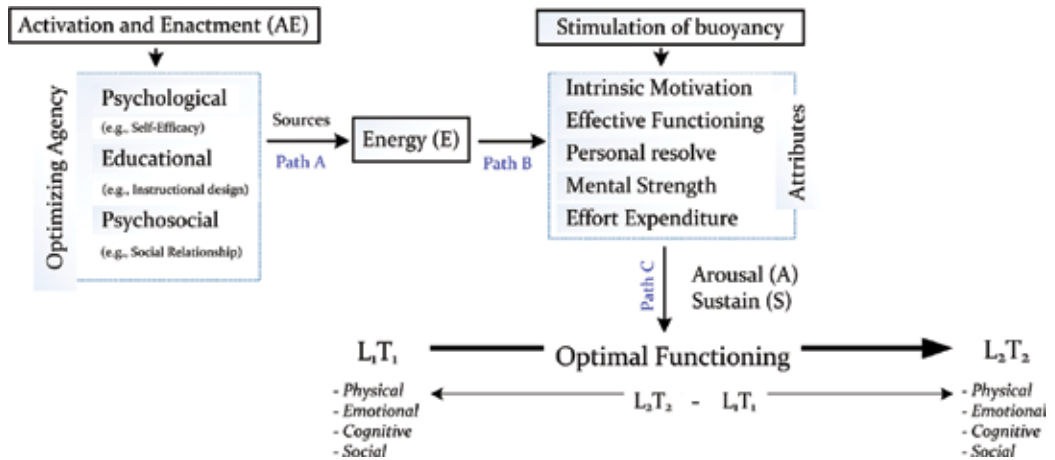 Activation and Enactment (AE)
Optimizing Agency
Psychological
(e.g., Self-Efficacy)
Educational
(e.g., Instructional design)
Psychosocial
(e.g., Social Relationship)
Sources
Path A
Energy (E)
Path B
Stimulation of buoyancy
Intrinsic Motivation
Effective Functioning
Personal resolve
Mental Strength
Effort Expenditure
Attributes
Path C
Arousal (A)
Sustain (S)
L₁T₁
Optimal Functioning
L₂T₂
- Physical
- Emotional
- Cognitive
- Social
L₂T₂ - L₁T₁
- Physical
- Emotional
- Cognitive
- Social